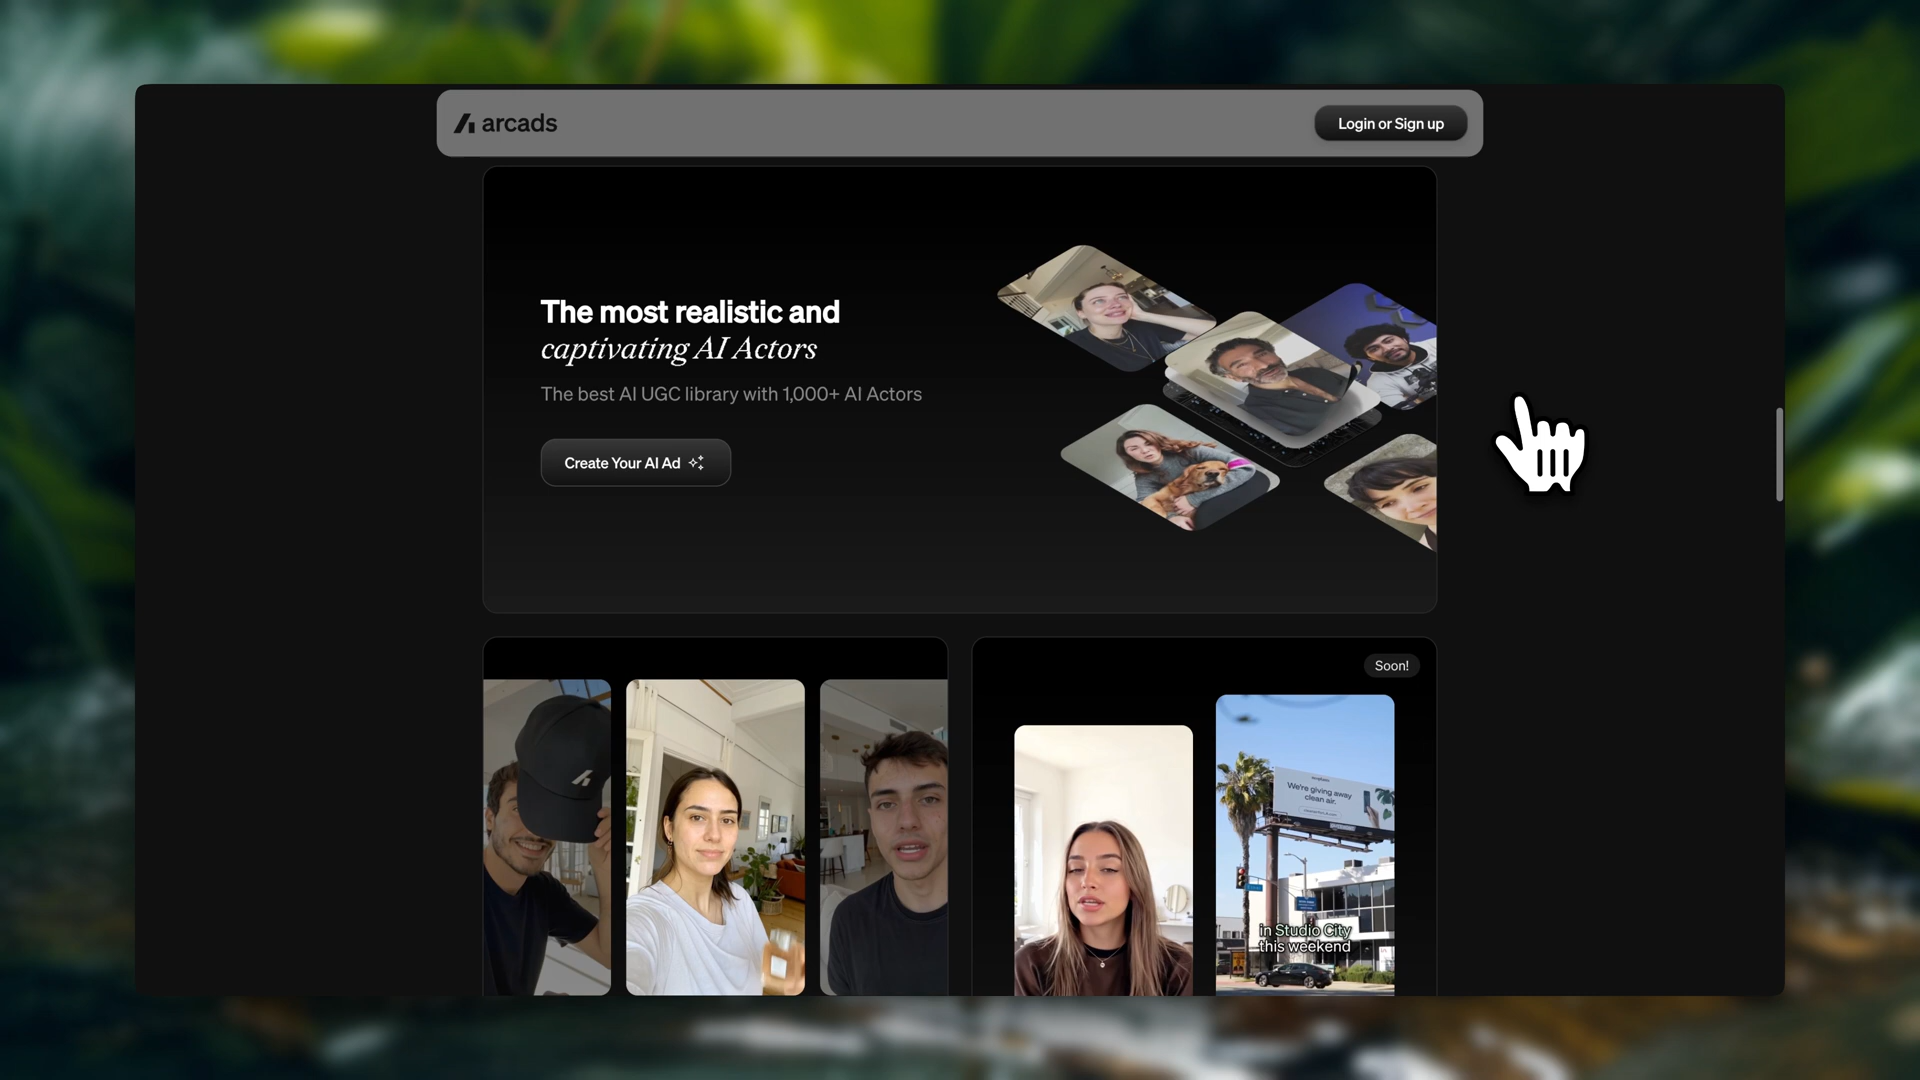 arcads
Login or Sign up
The most realistic and
captivating AI Actors
The best AI UGC library with 1,000+ AI Actors
Create Your AI Ad
Soon!
We're giving away
clean air.
in Studio City
this weekend